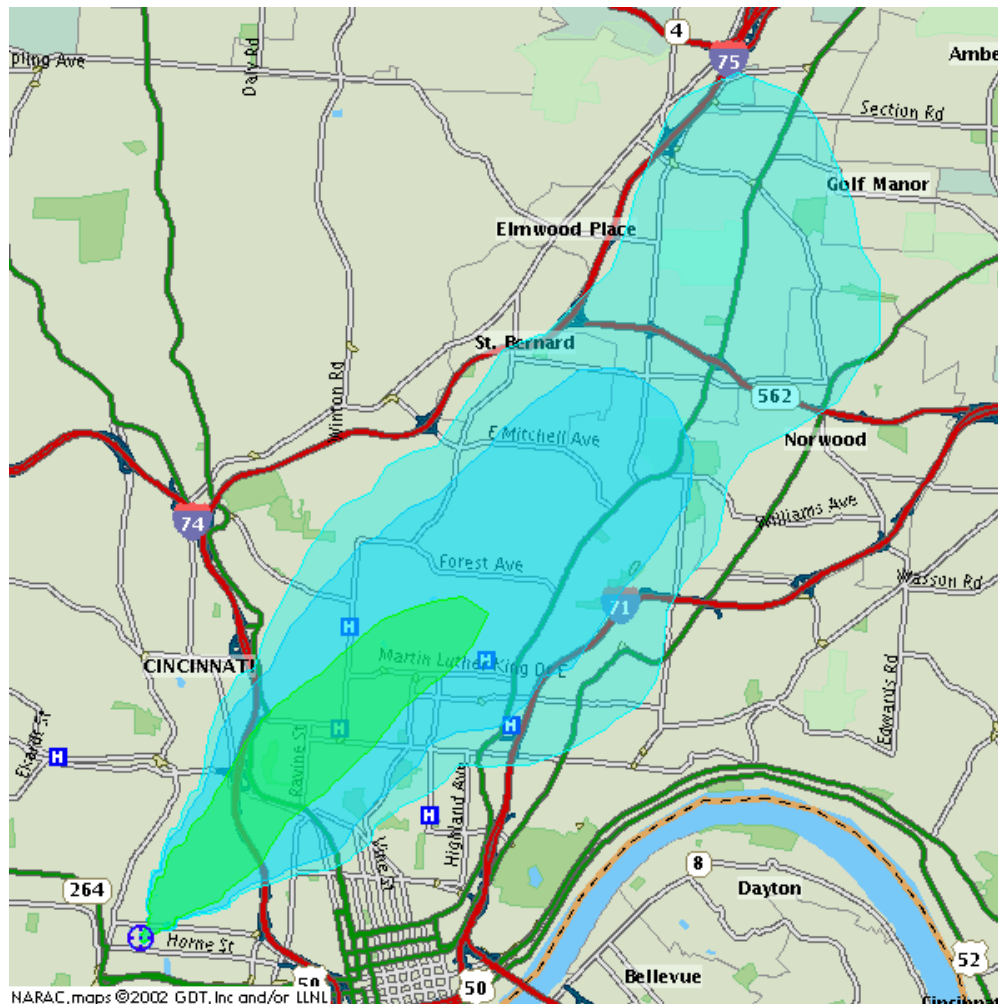 4
75
Ambe
pling Ave
Daly Rd
Section Rd
Golf Manor
Elmwood Place
St. Bernard
Winton Rd
562
E Mitchell Ave
Norwood
74
Williams Ave
Forest Ave
Wasson Rd
71
H
CINCINNATI
Martin Luther King Dr E
H
Edwards Rd
H
H
Ravine St
H
Highland Ave
H
Vine St
8
264
Dayton
Horne St
52
Bellevue
50
50
Cincinn
NARAC, maps ©2002 GDT, Inc and/or LLNL